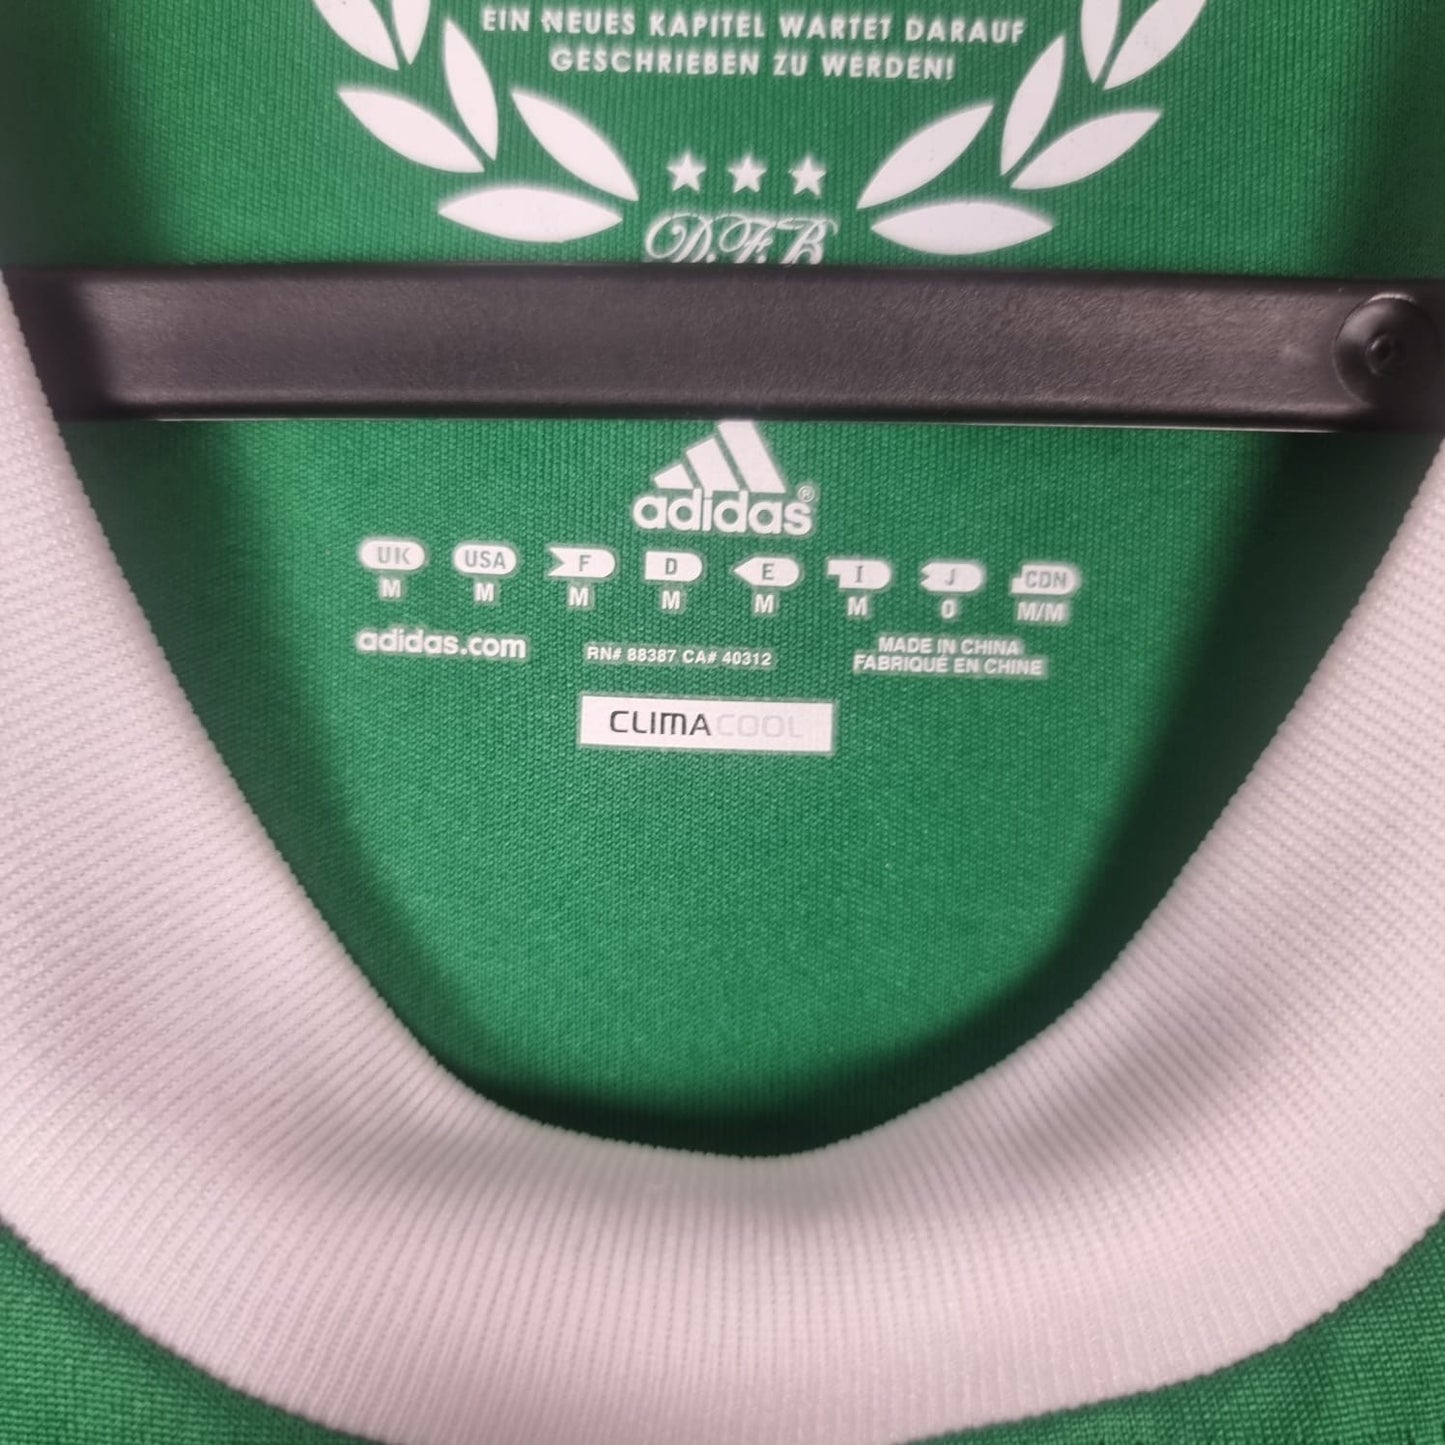 EIN NEUES KAPITEL WARTET DARAUF
GESCHRIEBEN ZU WERDEN!
D.F.B
adidas®
UK USA F D E I J CDN
M M M M M M O M/M
adidas.com
RN# 88387 CA# 40312
MADE IN CHINA
FABRIQUÉ EN CHINE
CLIMACOOL